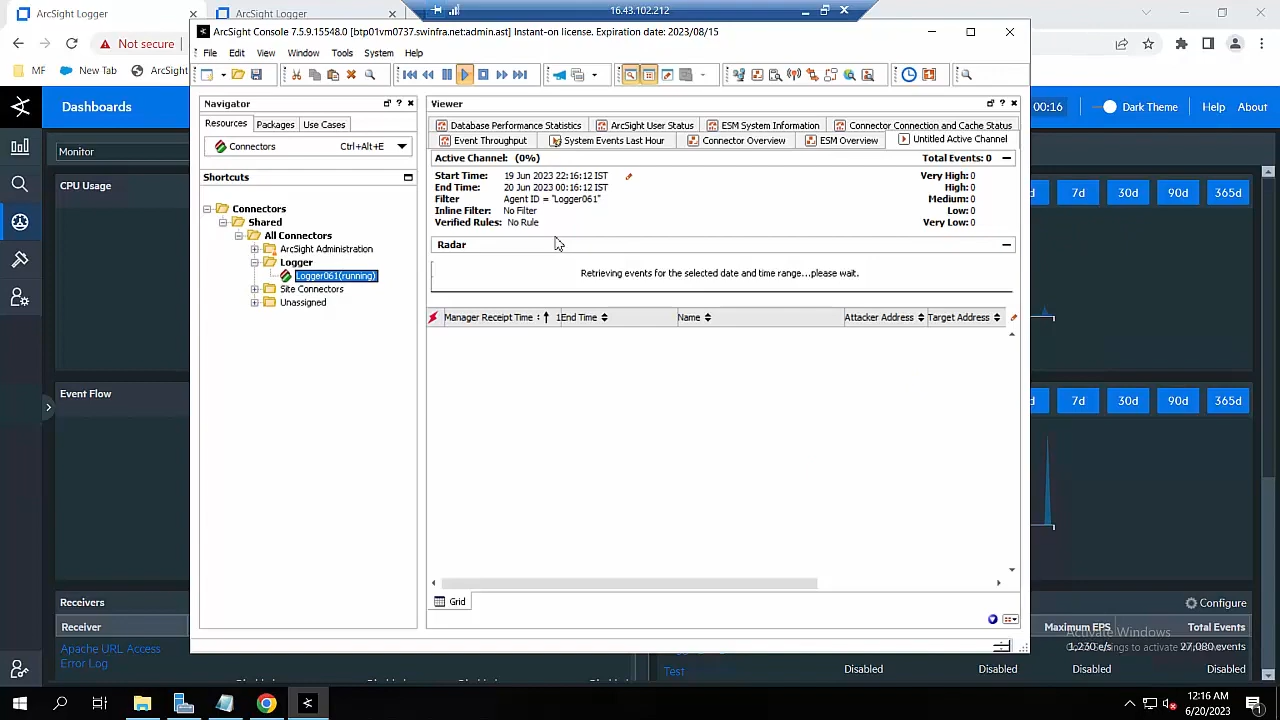 ArcSight Logger
ArcSight Logger
16.43.102.212
Not secure
MF
New Tab
ArcSight
ArcSight Console 7.5.9.15548.0 [btp01vm0737.swinfra.net:admin.ast] Instant-on license. Expiration date: 2023/08/15
File Edit View Window Tools System Help
Dashboards
00:16
Dark Theme
Help
About
Monitor
CPU Usage
7d 30d 90d 365d
Event Flow
7d 30d 90d 365d
Receivers
Configure
Receiver
Maximum EPS
Total Events
Apache URL Access
Error Log
1,230 e/s
27,080 events
Test
Disabled
Disabled
Disabled
Navigator
Resources Packages Use Cases
Connectors Ctrl+Alt+E
Shortcuts
Connectors
Shared
All Connectors
ArcSight Administration
Logger
Logger061(running)
Site Connectors
Unassigned
Viewer
Database Performance Statistics
ArcSight User Status
ESM System Information
Connector Connection and Cache Status
Event Throughput
System Events Last Hour
Connector Overview
ESM Overview
Untitled Active Channel
Active Channel: (0%)
Total Events: 0
Start Time: 19 Jun 2023 22:16:12 IST
Very High: 0
End Time: 20 Jun 2023 00:16:12 IST
High: 0
Filter Agent ID = "Logger061"
Medium: 0
Inline Filter: No Filter
Low: 0
Verified Rules: No Rule
Very Low: 0
Radar
Retrieving events for the selected date and time range...please wait.
Manager Receipt Time 1 End Time Name Attacker Address Target Address
Grid
Activate Windows
12:16 AM
6/20/2023